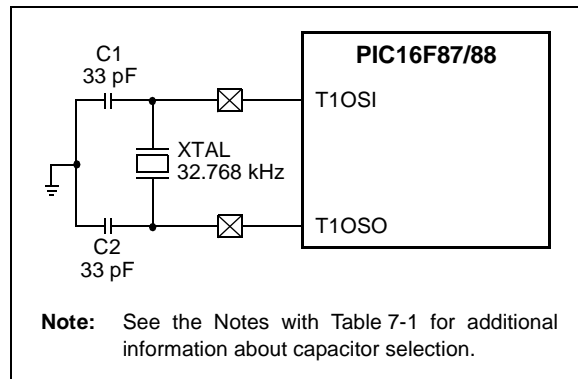 C1
33 pF
PIC16F87/88
T1OSI
XTAL
32.768 kHz
T1OSO
C2
33 pF
Note: See the Notes with Table 7-1 for additional
information about capacitor selection.